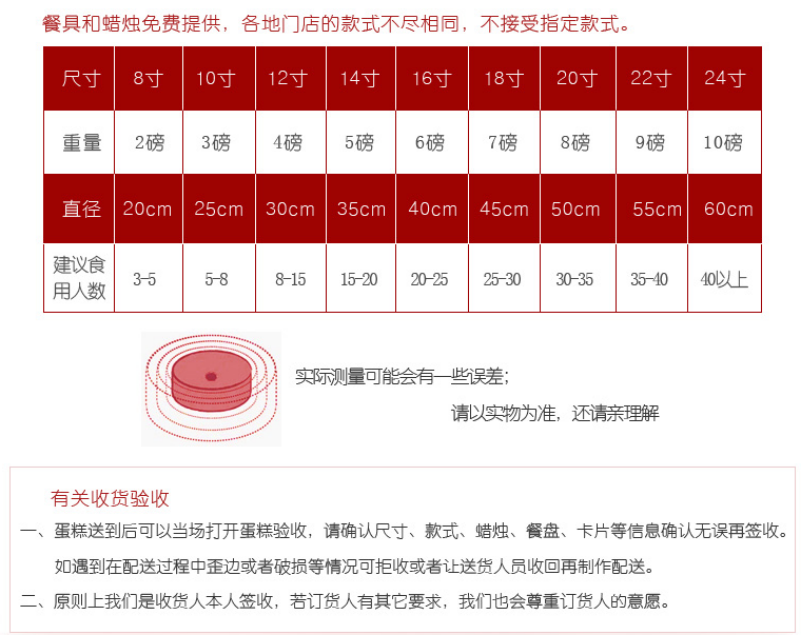 餐具和蜡烛免费提供，各地门店的款式不尽相同，不接受指定款式。
尺寸 8寸 10寸 12寸 14寸 16寸 18寸 20寸 22寸 24寸
重量 2磅 3磅 4磅 5磅 6磅 7磅 8磅 9磅 10磅
直径 20cm 25cm 30cm 35cm 40cm 45cm 50cm 55cm 60cm
建议食
用人数 3-5 5-8 8-15 15-20 20-25 25-30 30-35 35-40 40以上
实际测量可能会有一些误差；
请以实物为准，还请亲理解
有关收货验收
一、蛋糕送到后可以当场打开蛋糕验收，请确认尺寸、款式、蜡烛、餐盘、卡片等信息确认无误再签收。
如遇到在配送过程中歪边或者破损等情况可拒收或者让送货人员收回再制作配送。
二、原则上我们是收货人本人签收，若订货人有其它要求，我们也会尊重订货人的意愿。